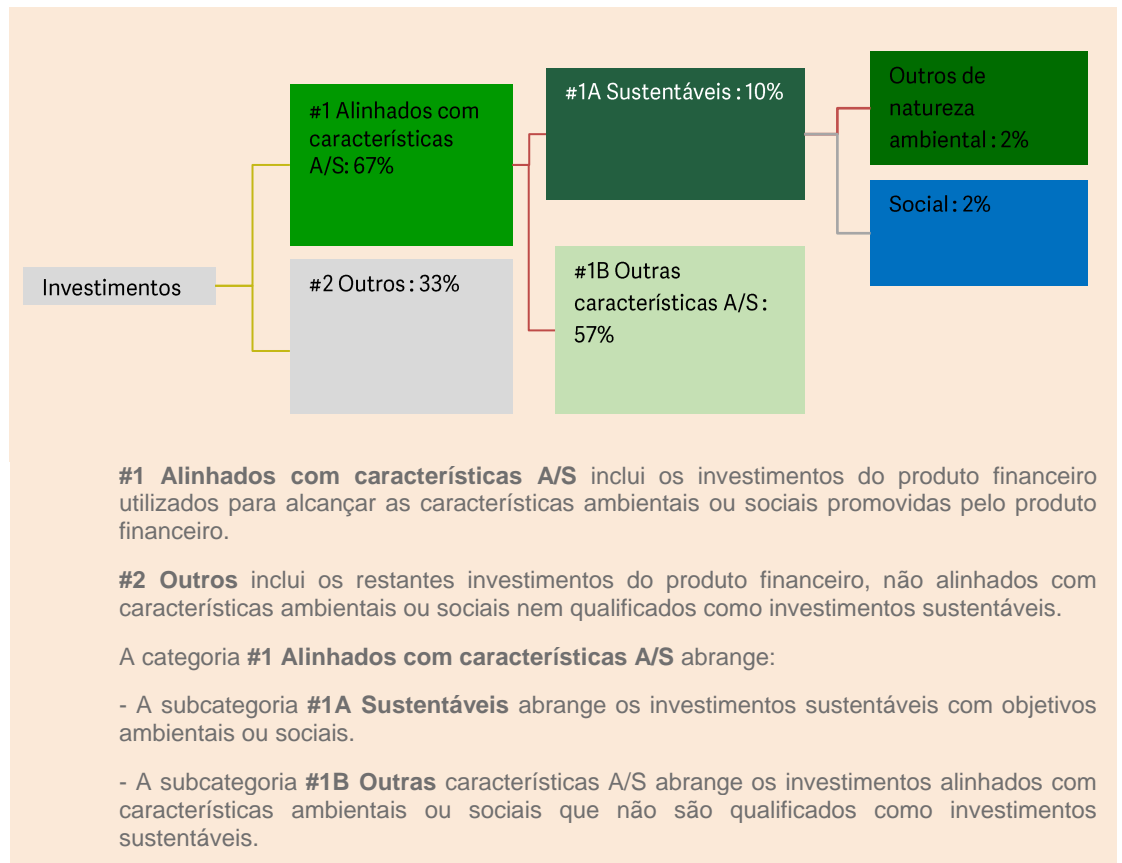 #1 Alinhados com
características
A/S: 67%
#1A Sustentáveis : 10%
Outros de
natureza
ambiental : 2%
Social : 2%
Investimentos
#2 Outros : 33%
#1B Outras
características A/S :
57%
#1 Alinhados com características A/S inclui os investimentos do produto financeiro
utilizados para alcançar as características ambientais ou sociais promovidas pelo produto
financeiro.
#2 Outros inclui os restantes investimentos do produto financeiro, não alinhados com
características ambientais ou sociais nem qualificados como investimentos sustentáveis.
A categoria #1 Alinhados com características A/S abrange:
- A subcategoria #1A Sustentáveis abrange os investimentos sustentáveis com objetivos
ambientais ou sociais.
- A subcategoria #1B Outras características A/S abrange os investimentos alinhados com
características ambientais ou sociais que não são qualificados como investimentos
sustentáveis.